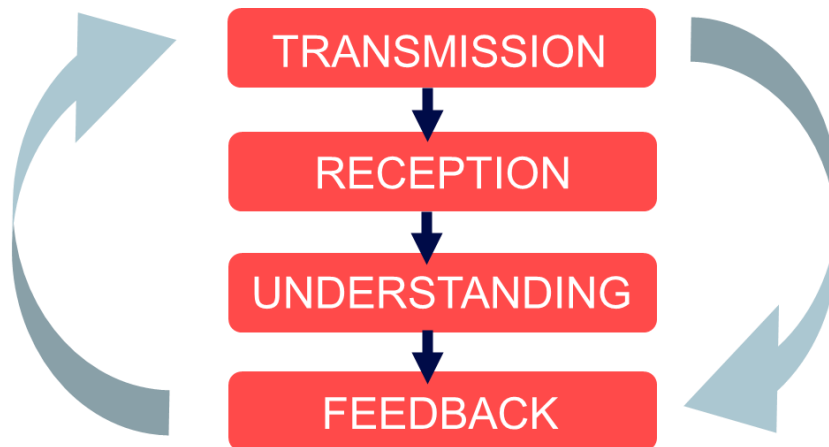 TRANSMISSION
RECEPTION
UNDERSTANDING
FEEDBACK